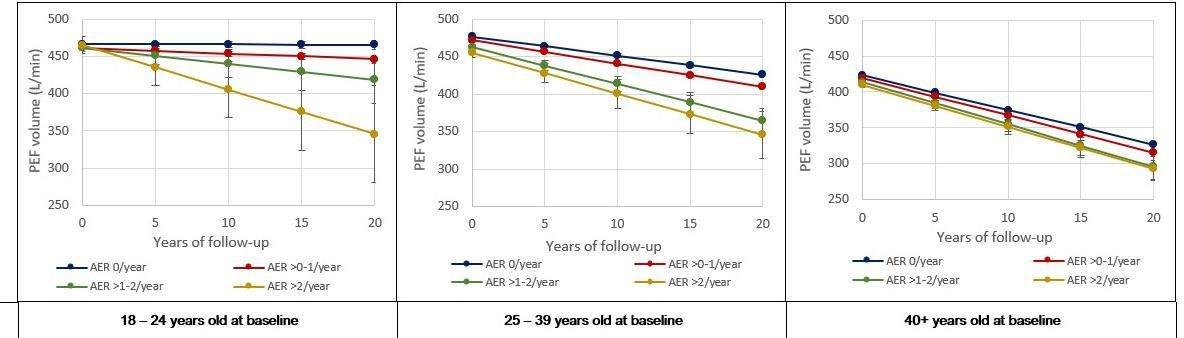 500
450
400
350
300
250
PEF volume (L/min)
0 5 10 15 20
Years of follow-up
AER 0/year AER >0-1/year
AER >1-2/year AER >2/year
18 – 24 years old at baseline
500
450
400
350
300
250
PEF volume (L/min)
0 5 10 15 20
Years of follow-up
AER 0/year AER >0-1/year
AER >1-2/year AER >2/year
25 – 39 years old at baseline
500
450
400
350
300
250
PEF volume (L/min)
0 5 10 15 20
Years of follow-up
AER 0/year AER >0-1/year
AER >1-2/year AER >2/year
40+ years old at baseline